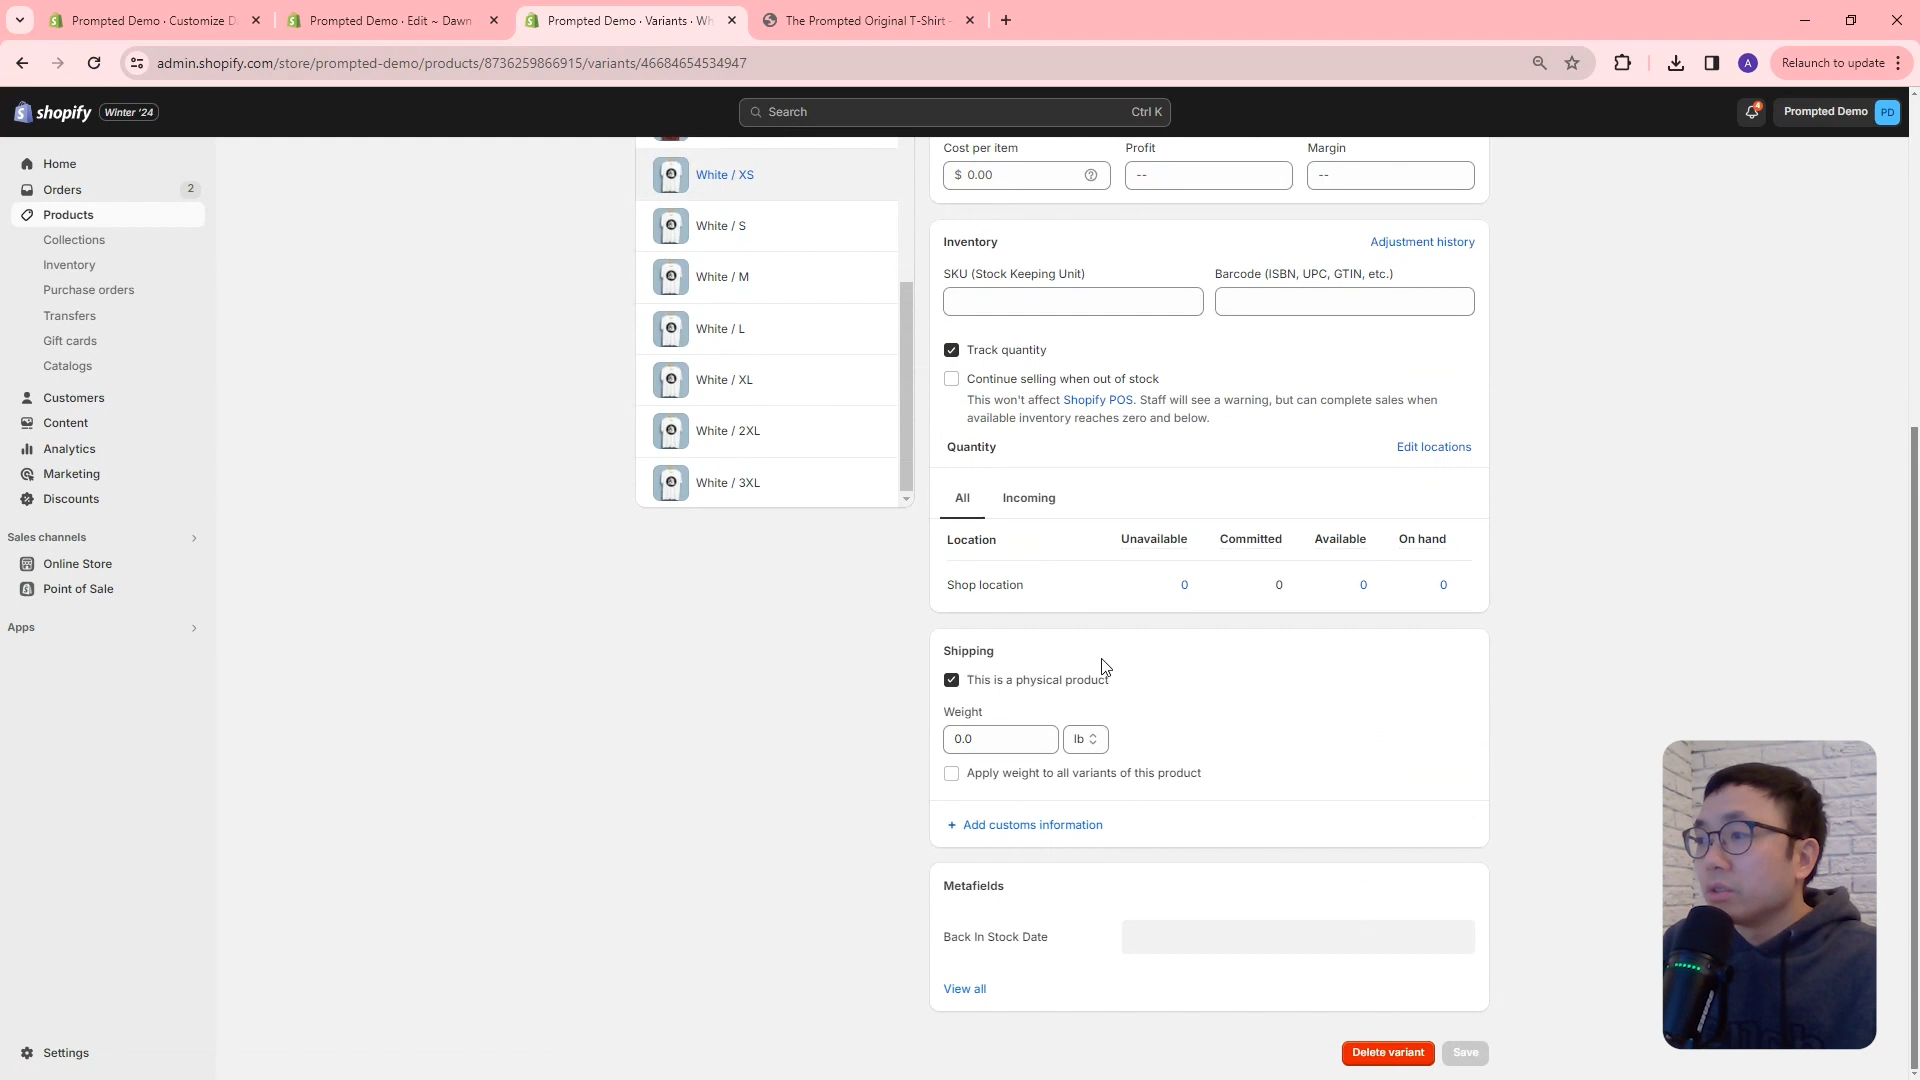 Prompted Demo · Customize D
Prompted Demo · Edit ~ Dawn
Prompted Demo · Variants · Wh
The Prompted Original T-Shirt -
admin.shopify.com/store/prompted-demo/products/8736259866915/variants/46684654534947
A
Relaunch to update
shopify
Winter '24
Search
Ctrl K
4
Prompted Demo
PD
Home
Orders
2
Products
Collections
Inventory
Purchase orders
Transfers
Gift cards
Catalogs
Customers
Content
Analytics
Marketing
Discounts
Sales channels
Online Store
Point of Sale
Apps
Settings
White / XS
White / S
White / M
White / L
White / XL
White / 2XL
White / 3XL
Cost per item
Profit
Margin
$ 0.00
--
--
Inventory
Adjustment history
SKU (Stock Keeping Unit)
Barcode (ISBN, UPC, GTIN, etc.)
Track quantity
Continue selling when out of stock
This won't affect Shopify POS. Staff will see a warning, but can complete sales when
available inventory reaches zero and below.
Quantity
Edit locations
All
Incoming
Location
Unavailable
Committed
Available
On hand
Shop location
0
0
0
0
Shipping
This is a physical product
Weight
0.0
lb
Apply weight to all variants of this product
+ Add customs information
Metafields
Back In Stock Date
View all
Delete variant
Save